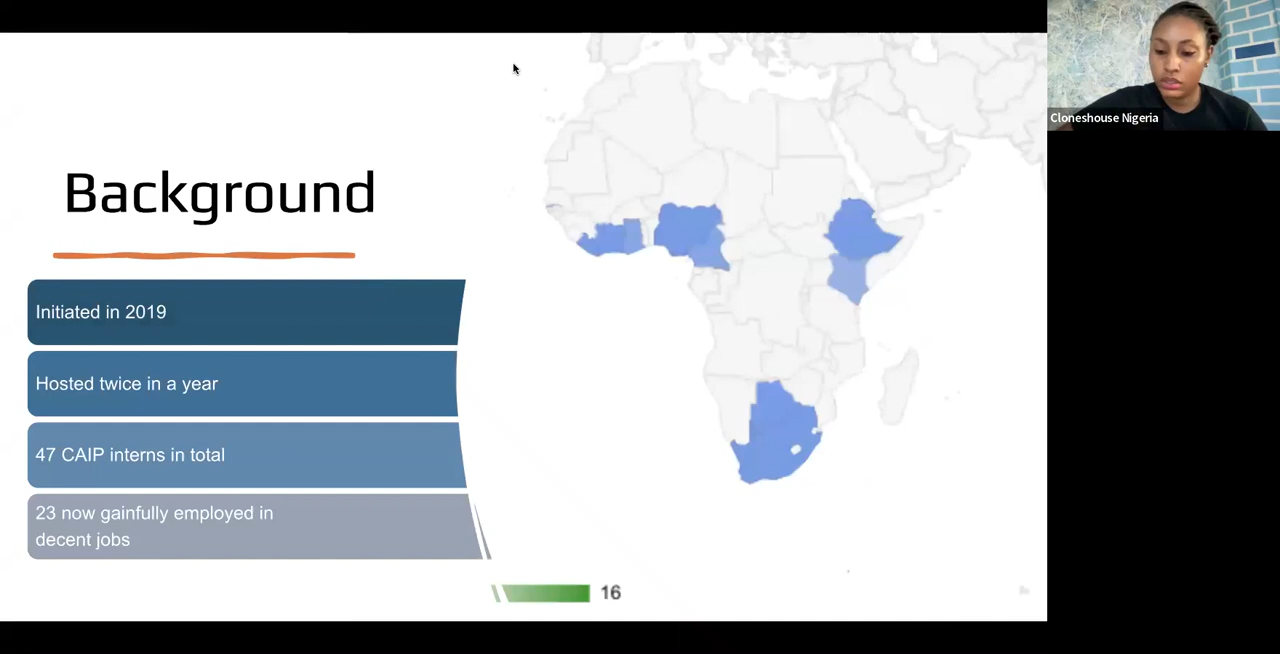 Background
Initiated in 2019
Hosted twice in a year
47 CAIP interns in total
23 now gainfully employed in
decent jobs
16
Cloneshouse Nigeria